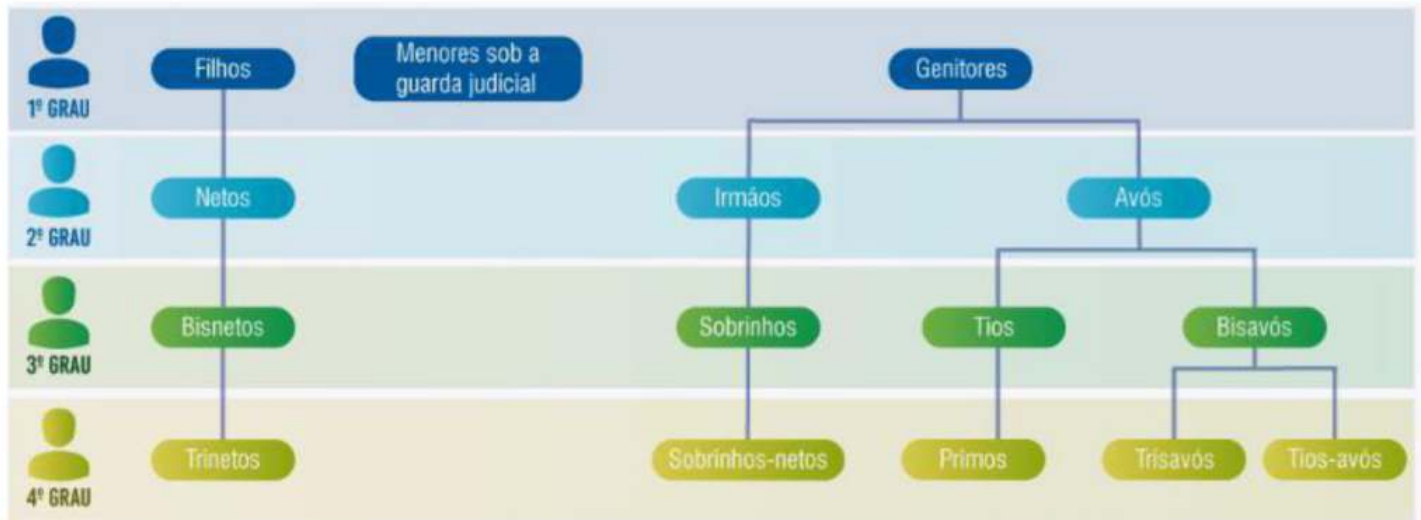 Filhos
Menores sob a
guarda judicial
Genitores
1º GRAU
Netos
Irmãos
Avós
2º GRAU
Bisnetos
Sobrinhos
Tios
Bisavós
3º GRAU
Trinetos
Sobrinhos-netos
Primos
Trisavós
Tios-avós
4º GRAU